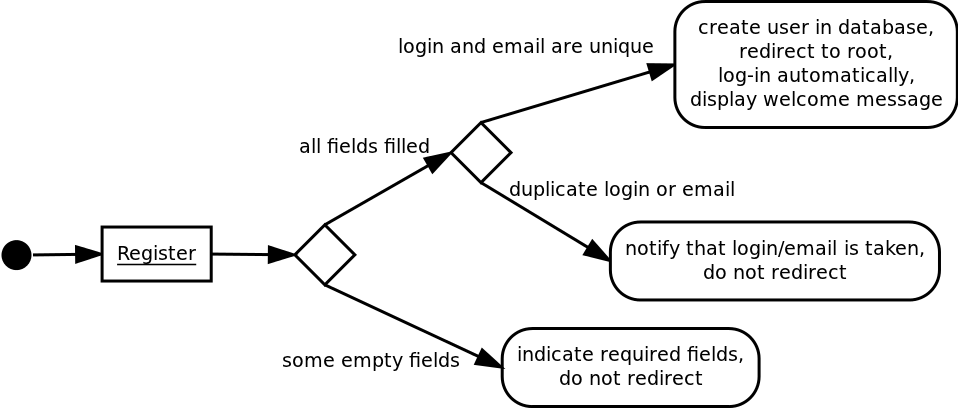 login and email are unique
create user in database,
redirect to root,
log-in automatically,
display welcome message
all fields filled
duplicate login or email
Register
notify that login/email is taken,
do not redirect
some empty fields
indicate required fields,
do not redirect